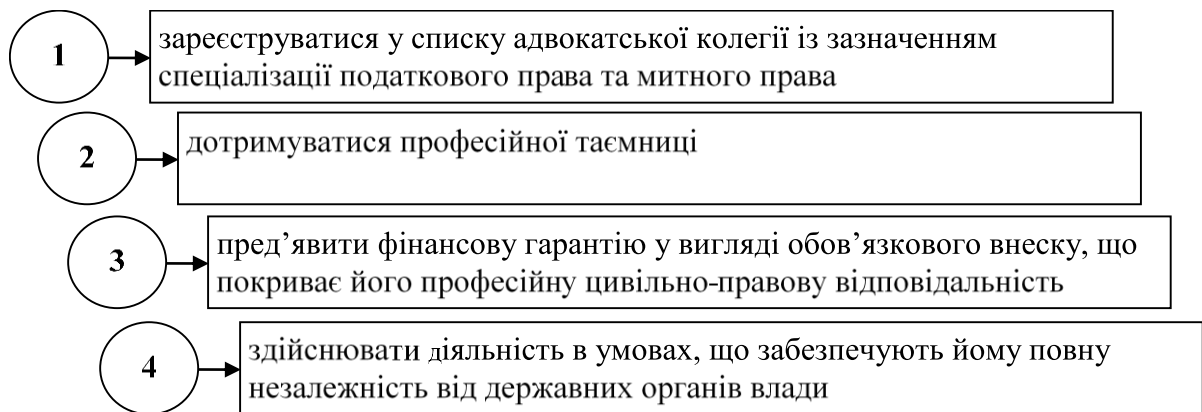 1
зареєструватися у списку адвокатської колегії із зазначенням
спеціалізації податкового права та митного права
2
дотримуватися професійної таємниці
3
пред’явити фінансову гарантію у вигляді обов’язкового внеску, що
покриває його професійну цивільно-правову відповідальність
4
здійснювати діяльність в умовах, що забезпечують йому повну
незалежність від державних органів влади